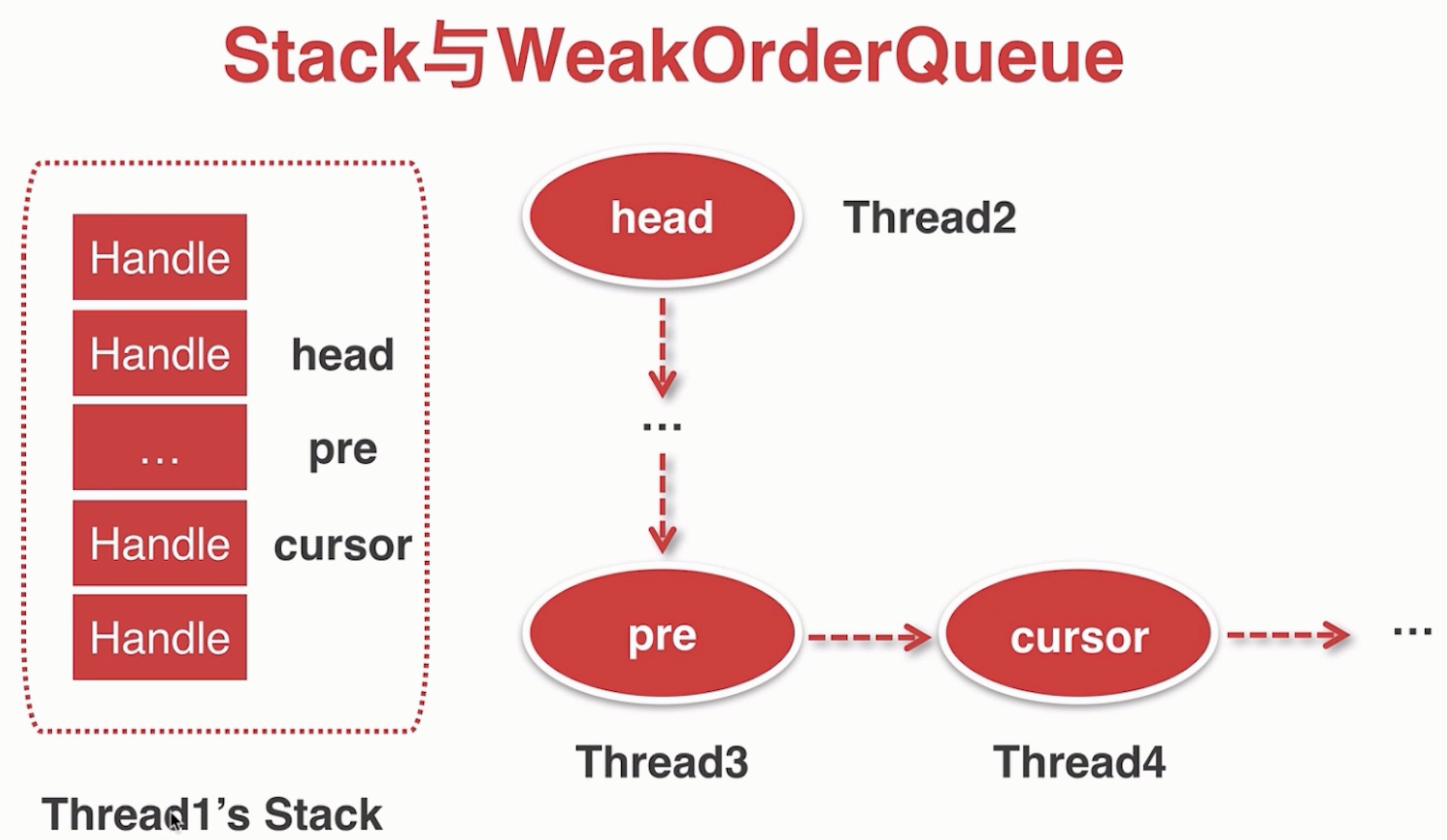 Stack与WeakOrderQueue
Handle
Handle head
... pre
Handle cursor
Handle
Thread1’s Stack
head Thread2
...
pre cursor ...
Thread3 Thread4